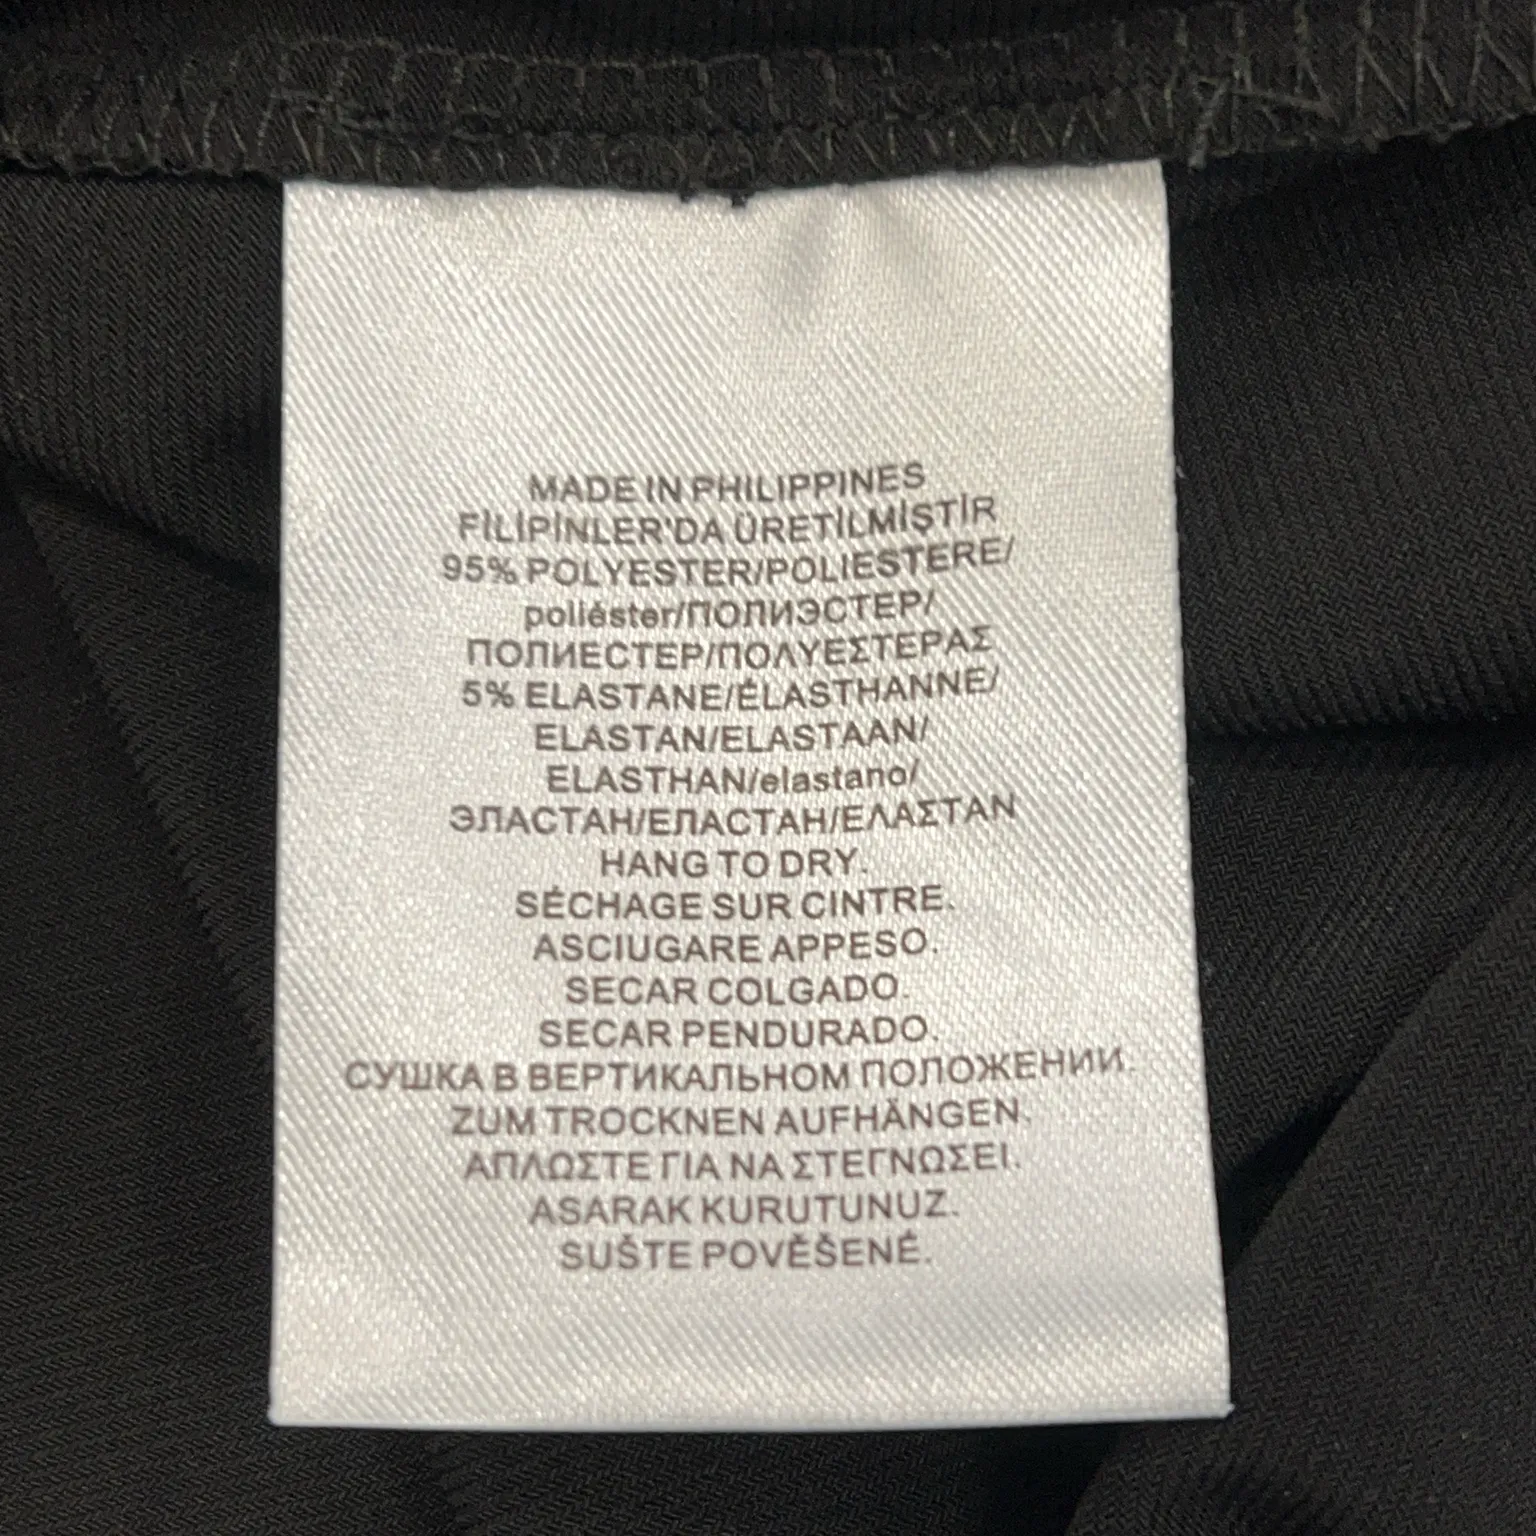 MADE IN PHILIPPINES
FİLİPİNLER'DA ÜRETİLMİŞTİR
95% POLYESTER/POLIESTERE/
poliéster/ПОЛИЭСТЕР/
ПОЛИЕСТЕР/ΠΟΛΥΕΣΤΕΡΑΣ
5% ELASTANE/ÉLASTHANNE/
ELASTAN/ELASTAAN/
ELASTHAN/elastano/
ЭЛАСТАН/ЕЛАСТАН/ΕΛΑΣΤΑΝ
HANG TO DRY.
SÉCHAGE SUR CINTRE.
ASCIUGARE APPESO.
SECAR COLGADO.
SECAR PENDURADO.
СУШКА В ВЕРТИКАЛЬНОМ ПОЛОЖЕНИИ.
ZUM TROCKNEN AUFHÄNGEN.
ΑΠΛΩΣΤΕ ΓΙΑ ΝΑ ΣΤΕΓΝΩΣΕΙ.
ASARAK KURUTUNUZ.
SUŠTE POVĚŠENÉ.